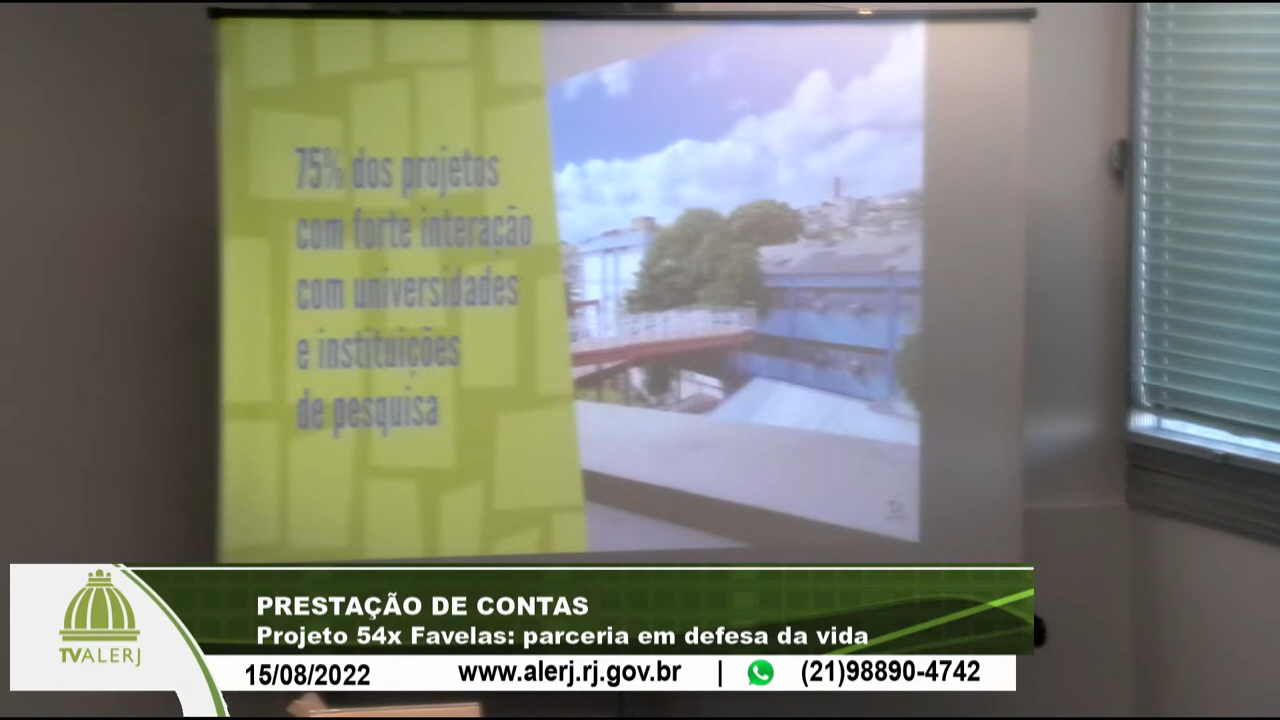 75% dos projetos
com forte interação
com universidades
e instituições
de pesquisa
PRESTAÇÃO DE CONTAS
Projeto 54x Favelas: parceria em defesa da vida
TVALERJ
15/08/2022 www.alerj.rj.gov.br | (21)98890-4742